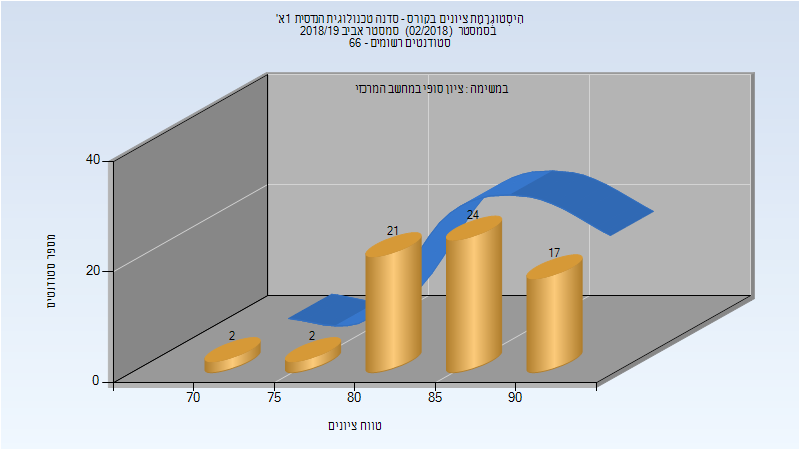 הִיסְטוֹגְרָמַת ציונים בקורס - סדנה טכנולוגית הנדסית 1א'
בסמסטר (02/2018) סמסטר אביב 2018/19
סטודנטים רשומים - 66
במשימה : ציון סופי במחשב המרכזי
מספר סטודנטים
40
20
0
2
2
21
24
17
70
75
80
85
90
טווח ציונים